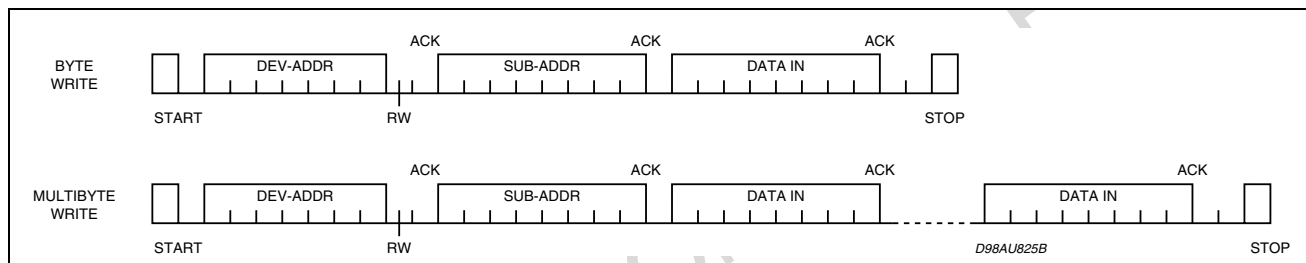 ACK ACK ACK
BYTE WRITE DEV-ADDR SUB-ADDR DATA IN
START RW STOP
ACK ACK ACK ACK
MULTIBYTE WRITE DEV-ADDR SUB-ADDR DATA IN DATA IN
START RW D98AU825B STOP